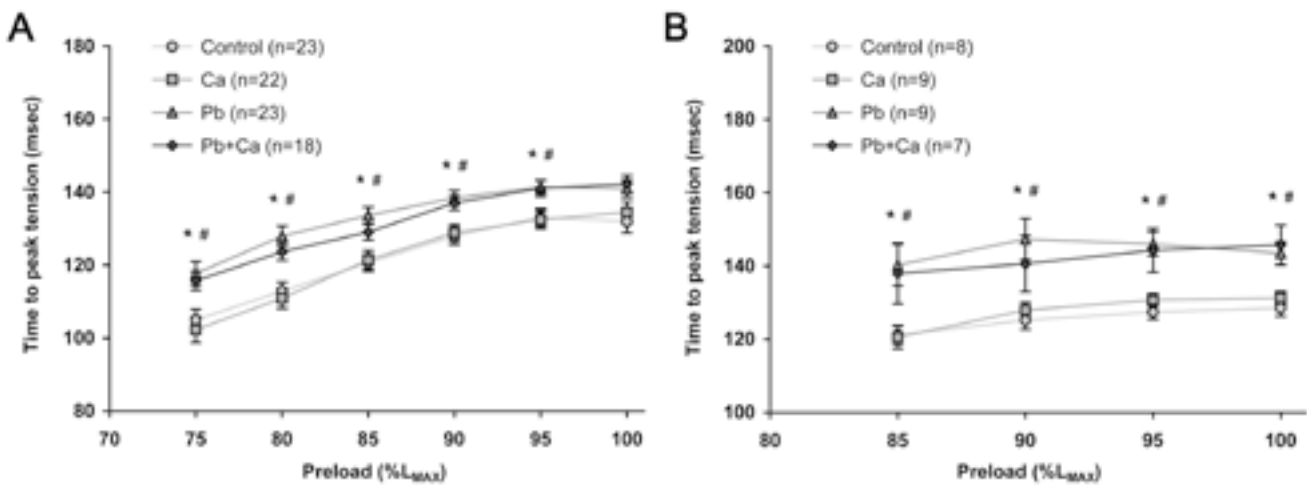 A
180
160
140
120
100
80
Time to peak tension (msec)
Control (n=23)
Ca (n=22)
Pb (n=23)
Pb+Ca (n=18)
* #
* #
* #
* #
* #
70 75 80 85 90 95 100
Preload (%LMAX)
B
200
180
160
140
120
100
Time to peak tension (msec)
Control (n=8)
Ca (n=9)
Pb (n=9)
Pb+Ca (n=7)
* #
* #
* #
* #
80 85 90 95 100
Preload (%LMAX)